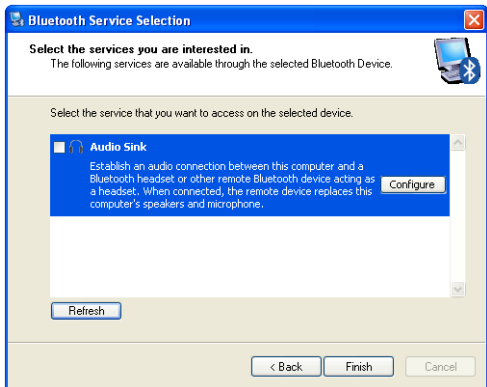 Bluetooth Service Selection
Select the services you are interested in.
The following services are available through the selected Bluetooth Device.
Select the service that you want to access on the selected device.
Audio Sink
Establish an audio connection between this computer and a
Bluetooth headset or other remote Bluetooth device acting as
a headset. When connected, the remote device replaces this
computer's speakers and microphone.
Configure
Refresh
< Back
Finish
Cancel